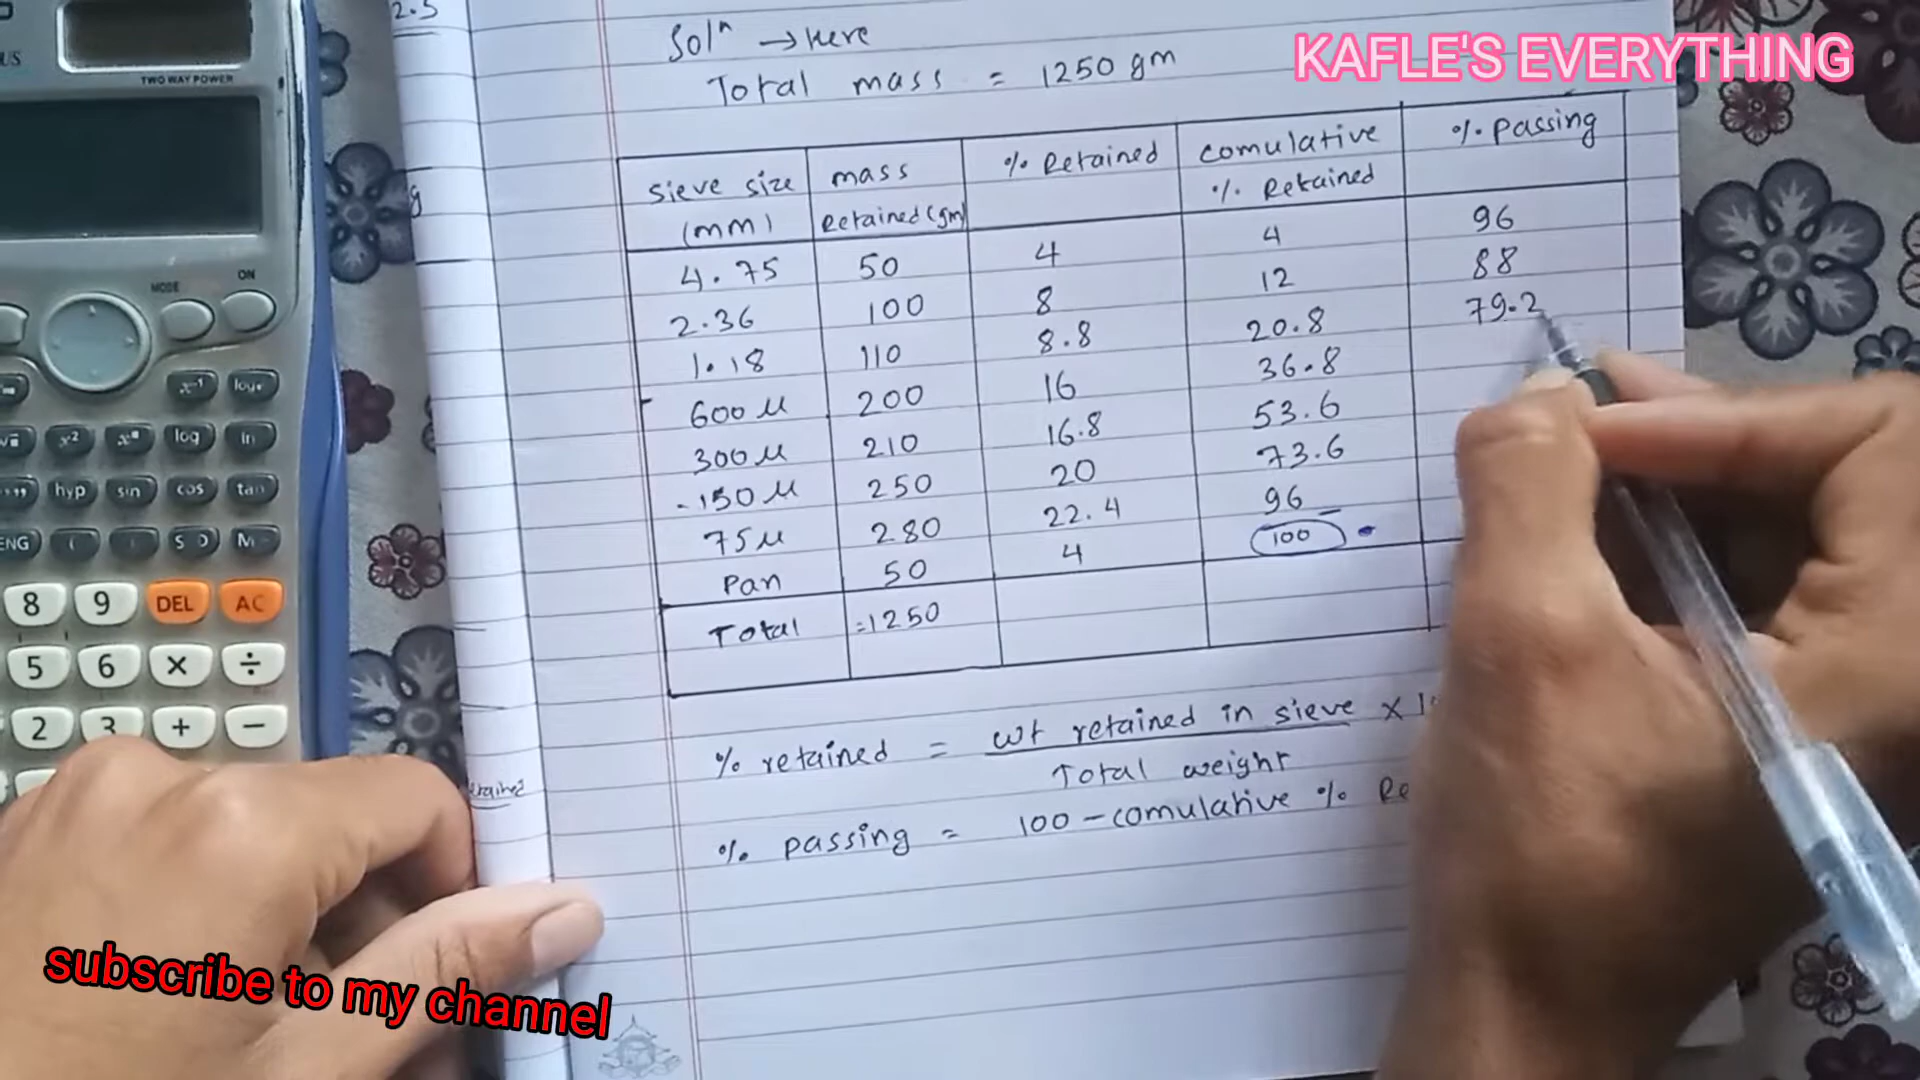 2.5
Solⁿ → Here
KAFLE'S EVERYTHING
Total mass = 1250 gm
TWO WAY POWER
sieve size (mm) | mass Retained(gm) | % Retained | comulative % Retained | % Passing
4.75 | 50 | 4 | 4 | 96
2.36 | 100 | 8 | 12 | 88
1.18 | 110 | 8.8 | 20.8 | 79.2
600 μ | 200 | 16 | 36.8
300 μ | 210 | 16.8 | 53.6
-150 μ | 250 | 20 | 73.6
75 μ | 280 | 22.4 | 96
Pan | 50 | 4 | 100
Total | =1250
% retained = wt retained in sieve × 1
Total weight
% passing = 100 - comulative % Re
MODE ON
x² log ln
hyp sin cos tan
ENG (
8 9 DEL AC
5 6 × ÷
2 3 + −
subscribe to my channel